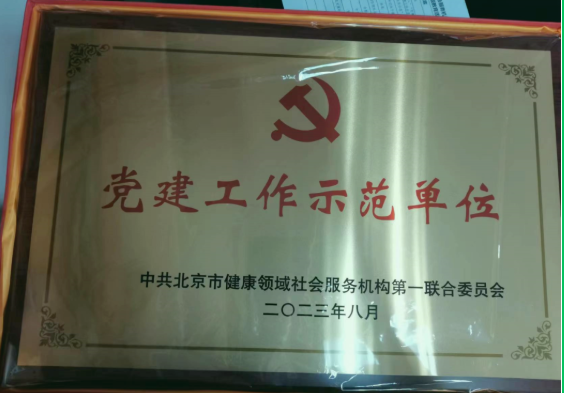 党建工作示范单位
中共北京市健康领域社会服务机构第一联合委员会
二〇二三年八月